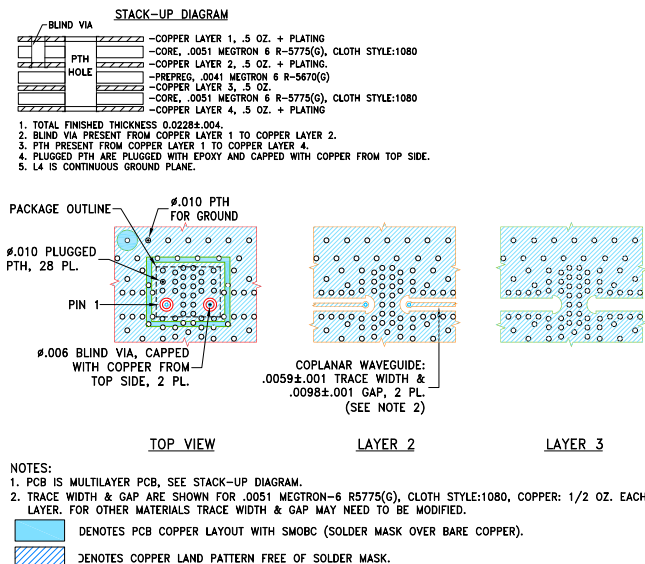 STACK-UP DIAGRAM
BLIND VIA
PTH
HOLE
COPPER LAYER 1, .5 OZ. + PLATING
CORE, .0051 MEGTRON 6 R-5775(G), CLOTH STYLE:1080
COPPER LAYER 2, .5 OZ. + PLATING.
PREPREG, .0041 MEGTRON 6 R-5670(G)
COPPER LAYER 3, .5 OZ.
CORE, .0051 MEGTRON 6 R-5775(G), CLOTH STYLE:1080
COPPER LAYER 4, .5 OZ. + PLATING
1. TOTAL FINISHED THICKNESS 0.0228±.004.
2. BLIND VIA PRESENT FROM COPPER LAYER 1 TO COPPER LAYER 2.
3. PTH PRESENT FROM COPPER LAYER 1 TO COPPER LAYER 4.
4. PLUGGED PTH ARE PLUGGED WITH EPOXY AND CAPPED WITH COPPER FROM TOP SIDE.
5. L4 IS CONTINUOUS GROUND PLANE.
PACKAGE OUTLINE
ø.010 PTH
FOR GROUND
ø.010 PLUGGED
PTH, 28 PL.
PIN 1
ø.006 BLIND VIA, CAPPED
WITH COPPER FROM
TOP SIDE, 2 PL.
COPLANAR WAVEGUIDE:
.0059±.001 TRACE WIDTH &
.0098±.001 GAP, 2 PL.
(SEE NOTE 2)
TOP VIEW
LAYER 2
LAYER 3
NOTES:
1. PCB IS MULTILAYER PCB, SEE STACK-UP DIAGRAM.
2. TRACE WIDTH & GAP ARE SHOWN FOR .0051 MEGTRON-6 R5775(G), CLOTH STYLE:1080, COPPER: 1/2 OZ. EACH
LAYER. FOR OTHER MATERIALS TRACE WIDTH & GAP MAY NEED TO BE MODIFIED.
DENOTES PCB COPPER LAYOUT WITH SMOBC (SOLDER MASK OVER BARE COPPER).
DENOTES COPPER LAND PATTERN FREE OF SOLDER MASK.